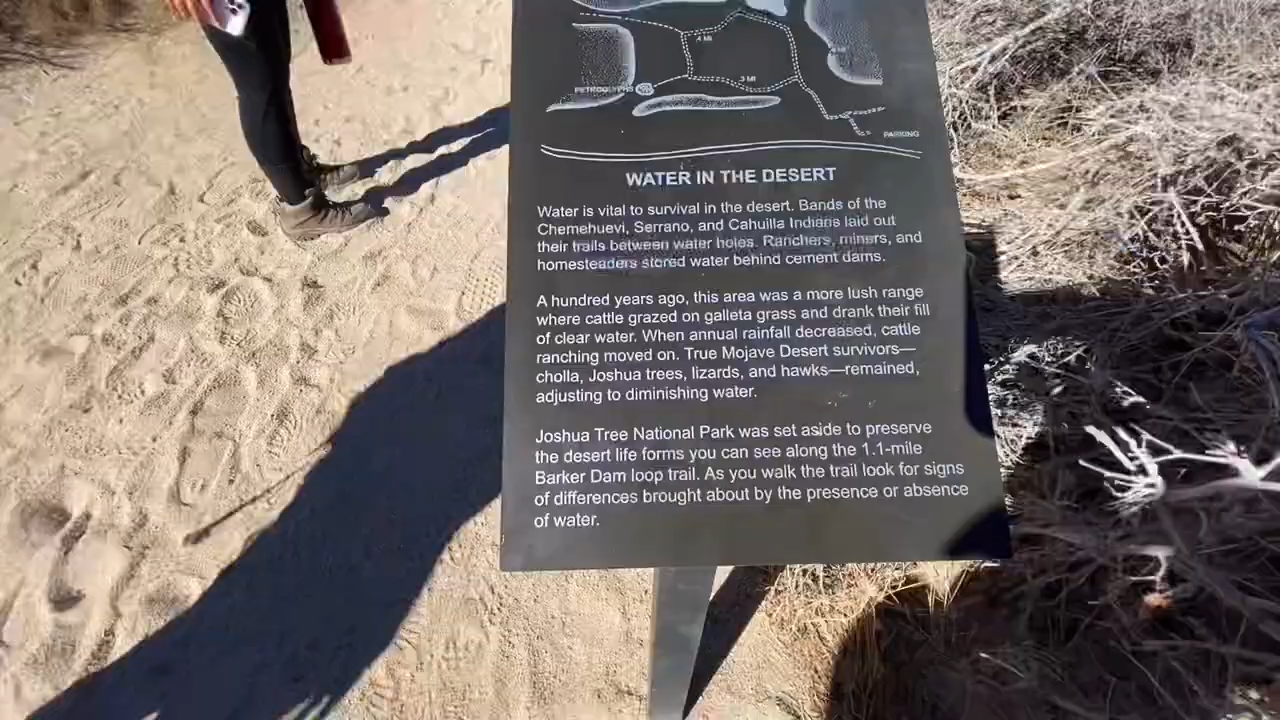 .4 MI
.3 MI
PETROGLYPHS
PARKING
WATER IN THE DESERT
Water is vital to survival in the desert. Bands of the
Chemehuevi, Serrano, and Cahuilla Indians laid out
their trails between water holes. Ranchers, miners, and
homesteaders stored water behind cement dams.
A hundred years ago, this area was a more lush range
where cattle grazed on galleta grass and drank their fill
of clear water. When annual rainfall decreased, cattle
ranching moved on. True Mojave Desert survivors—
cholla, Joshua trees, lizards, and hawks—remained,
adjusting to diminishing water.
Joshua Tree National Park was set aside to preserve
the desert life forms you can see along the 1.1-mile
Barker Dam loop trail. As you walk the trail look for signs
of differences brought about by the presence or absence
of water.